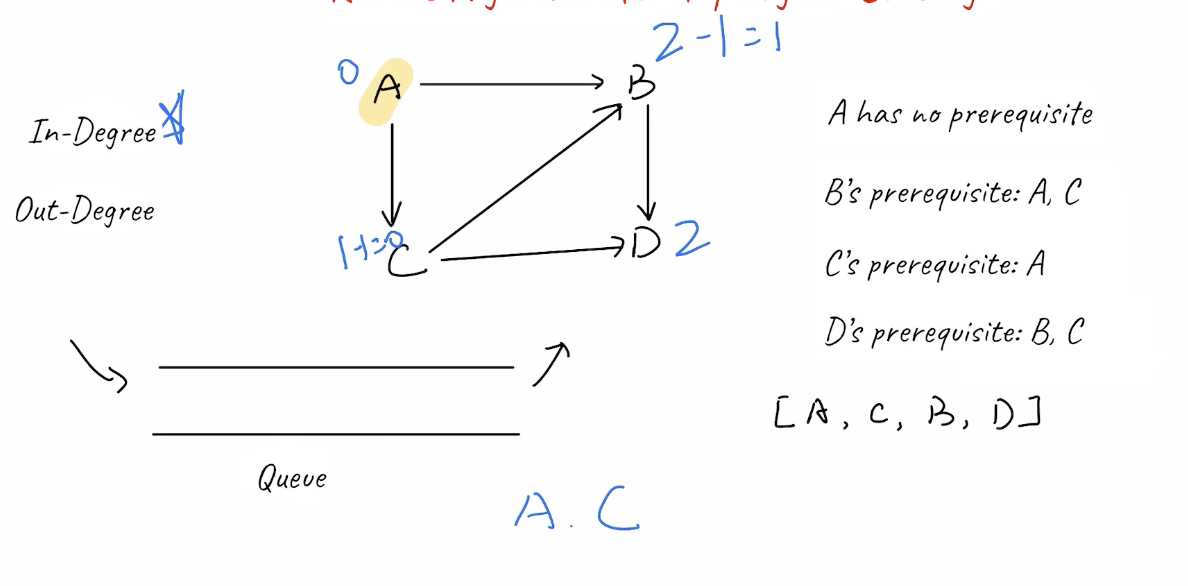 2-1=1
0 A B
A has no prerequisite
In-Degree
B's prerequisite: A, C
Out-Degree
1-1=0 C D 2
C's prerequisite: A
D's prerequisite: B, C
[A, C, B, D]
Queue
A. C